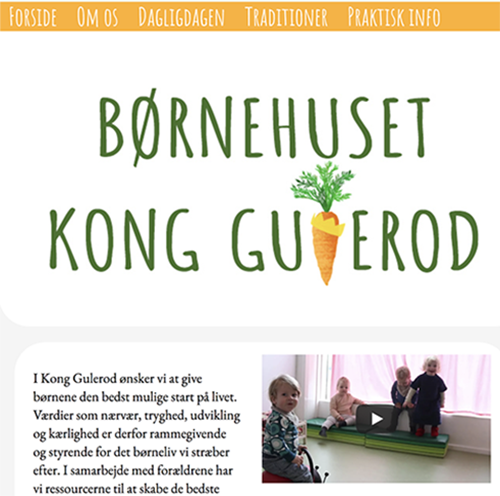 Forside Om os Dagligdagen Traditioner Praktisk info
BØRNEHUSET
KONG GULEROD
I Kong Gulerod ønsker vi at give
børnene den bedst mulige start på livet.
Værdier som nærvær, tryghed, udvikling
og kærlighed er derfor rammegivende
og styrende for det børneliv vi stræber
efter. I samarbejde med forældrene har
vi ressourcerne til at skabe de bedste